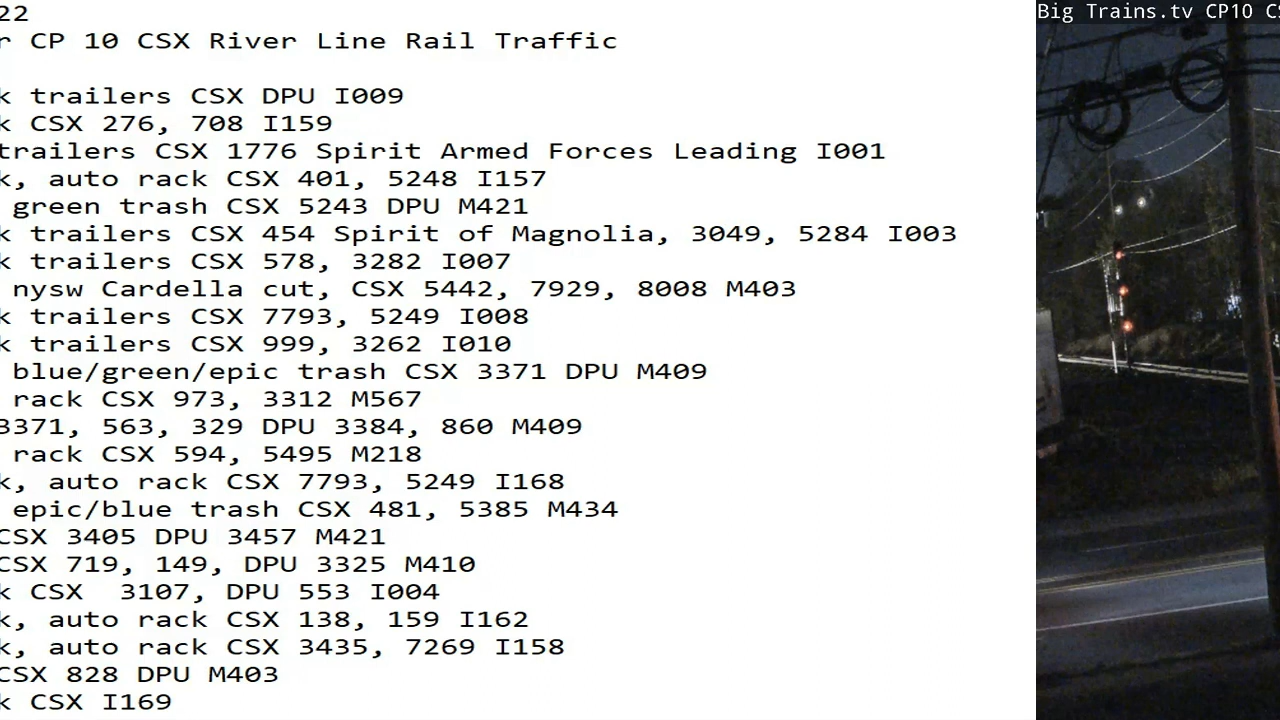 22
r CP 10 CSX River Line Rail Traffic
k trailers CSX DPU I009
k CSX 276, 708 I159
trailers CSX 1776 Spirit Armed Forces Leading I001
k, auto rack CSX 401, 5248 I157
green trash CSX 5243 DPU M421
k trailers CSX 454 Spirit of Magnolia, 3049, 5284 I003
k trailers CSX 578, 3282 I007
nysw Cardella cut, CSX 5442, 7929, 8008 M403
k trailers CSX 7793, 5249 I008
k trailers CSX 999, 3262 I010
blue/green/epic trash CSX 3371 DPU M409
rack CSX 973, 3312 M567
3371, 563, 329 DPU 3384, 860 M409
rack CSX 594, 5495 M218
k, auto rack CSX 7793, 5249 I168
epic/blue trash CSX 481, 5385 M434
CSX 3405 DPU 3457 M421
CSX 719, 149, DPU 3325 M410
k CSX  3107, DPU 553 I004
k, auto rack CSX 138, 159 I162
k, auto rack CSX 3435, 7269 I158
CSX 828 DPU M403
k CSX I169
Big Trains.tv CP10 CS